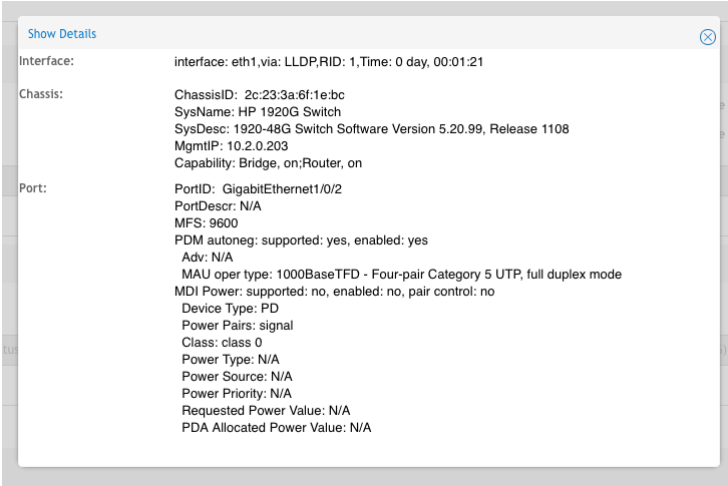 Show Details
Interface: interface: eth1,via: LLDP,RID: 1,Time: 0 day, 00:01:21
Chassis: ChassisID: 2c:23:3a:6f:1e:bc
SysName: HP 1920G Switch
SysDesc: 1920-48G Switch Software Version 5.20.99, Release 1108
MgmtIP: 10.2.0.203
Capability: Bridge, on;Router, on
Port: PortID: GigabitEthernet1/0/2
PortDescr: N/A
MFS: 9600
PDM autoneg: supported: yes, enabled: yes
Adv: N/A
MAU oper type: 1000BaseTFD - Four-pair Category 5 UTP, full duplex mode
MDI Power: supported: no, enabled: no, pair control: no
Device Type: PD
Power Pairs: signal
Class: class 0
Power Type: N/A
Power Source: N/A
Power Priority: N/A
Requested Power Value: N/A
PDA Allocated Power Value: N/A